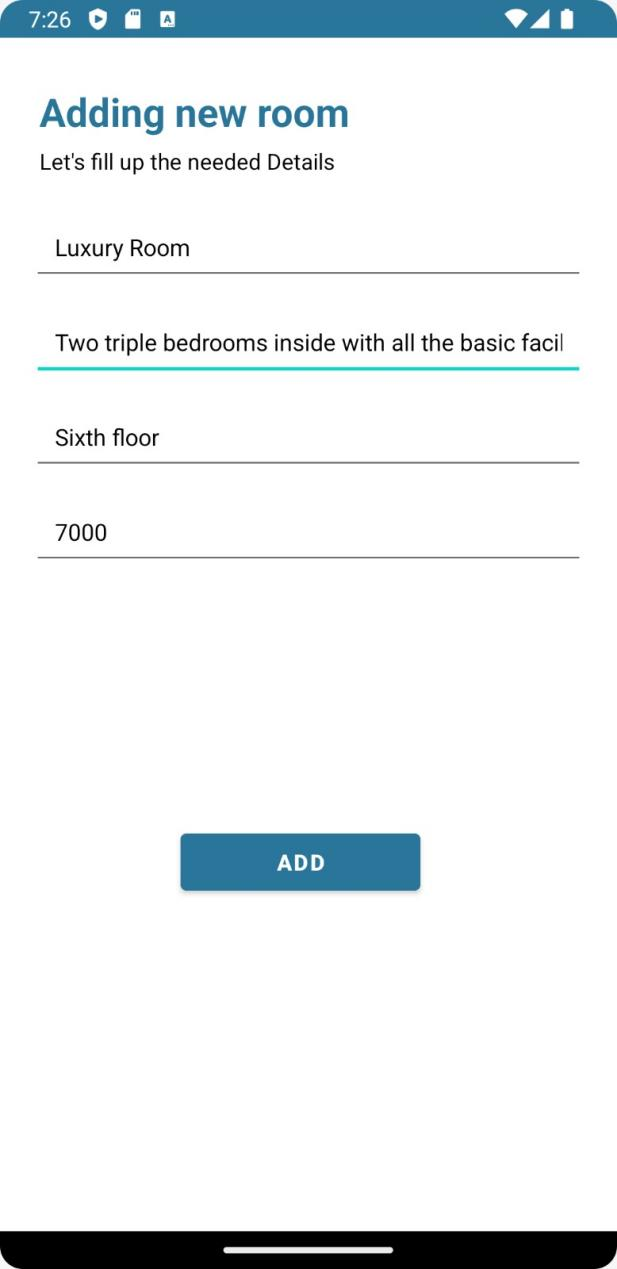 7:26
Adding new room
Let's fill up the needed Details
Luxury Room
Two triple bedrooms inside with all the basic facil
Sixth floor
7000
ADD